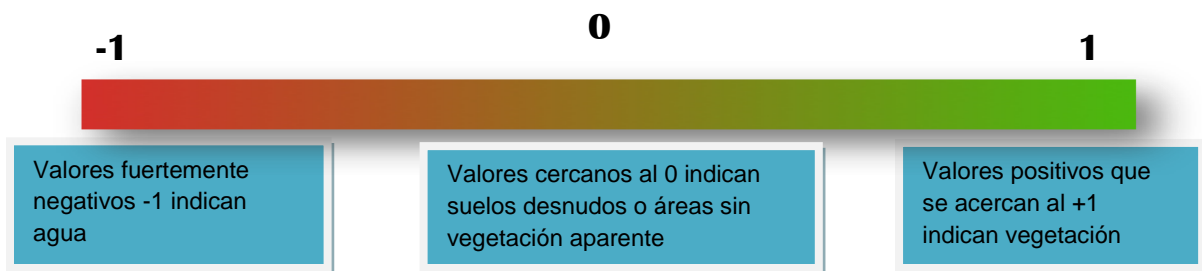 -1
0
1
Valores fuertemente
negativos -1 indican
agua
Valores cercanos al 0 indican
suelos desnudos o áreas sin
vegetación aparente
Valores positivos que
se acercan al +1
indican vegetación